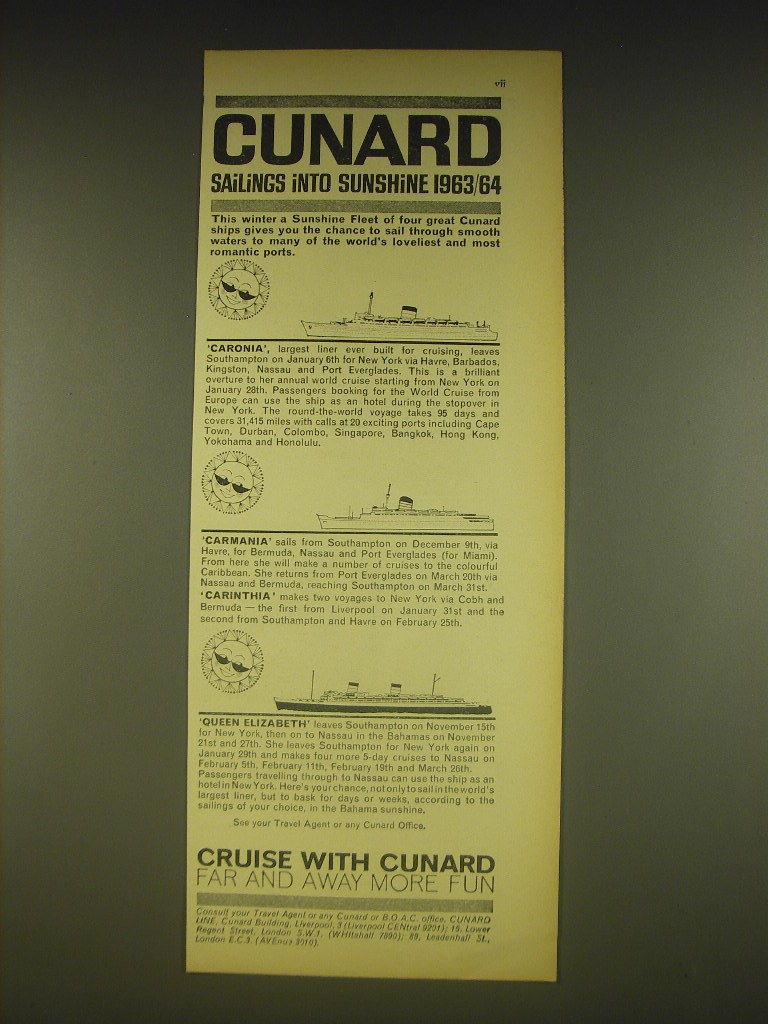 vii
CUNARD
SAiLiNGS iNTO SUNSHiNE 1963/64
This winter a Sunshine Fleet of four great Cunard
ships gives you the chance to sail through smooth
waters to many of the world's loveliest and most
romantic ports.
'CARONIA', largest liner ever built for cruising, leaves
Southampton on January 6th for New York via Havre, Barbados,
Kingston, Nassau and Port Everglades. This is a brilliant
overture to her annual world cruise starting from New York on
January 28th. Passengers booking for the World Cruise from
Europe can use the ship as an hotel during the stopover in
New York. The round-the-world voyage takes 95 days and
covers 31,415 miles with calls at 20 exciting ports including Cape
Town, Durban, Colombo, Singapore, Bangkok, Hong Kong,
Yokohama and Honolulu.
'CARMANIA' sails from Southampton on December 9th, via
Havre, for Bermuda, Nassau and Port Everglades (for Miami).
From here she will make a number of cruises to the colourful
Caribbean. She returns from Port Everglades on March 20th via
Nassau and Bermuda, reaching Southampton on March 31st.
'CARINTHIA' makes two voyages to New York via Cobh and
Bermuda — the first from Liverpool on January 31st and the
second from Southampton and Havre on February 25th.
'QUEEN ELIZABETH' leaves Southampton on November 15th
for New York, then on to Nassau in the Bahamas on November
21st and 27th. She leaves Southampton for New York again on
January 29th and makes four more 5-day cruises to Nassau on
February 5th, February 11th, February 19th and March 26th.
Passengers travelling through to Nassau can use the ship as an
hotel in New York. Here's your chance, not only to sail in the world's
largest liner, but to bask for days or weeks, according to the
sailings of your choice, in the Bahama sunshine.
See your Travel Agent or any Cunard Office.
CRUISE WITH CUNARD
FAR AND AWAY MORE FUN
Consult your Travel Agent or any Cunard or B.O.A.C. office. CUNARD
LINE, Cunard Building, Liverpool, 3 (Liverpool CENtral 9201); 15, Lower
Regent Street, London S.W.1. (WHItehall 7890); 88, Leadenhall St.,
London E.C.3. (AVEnue 3010).